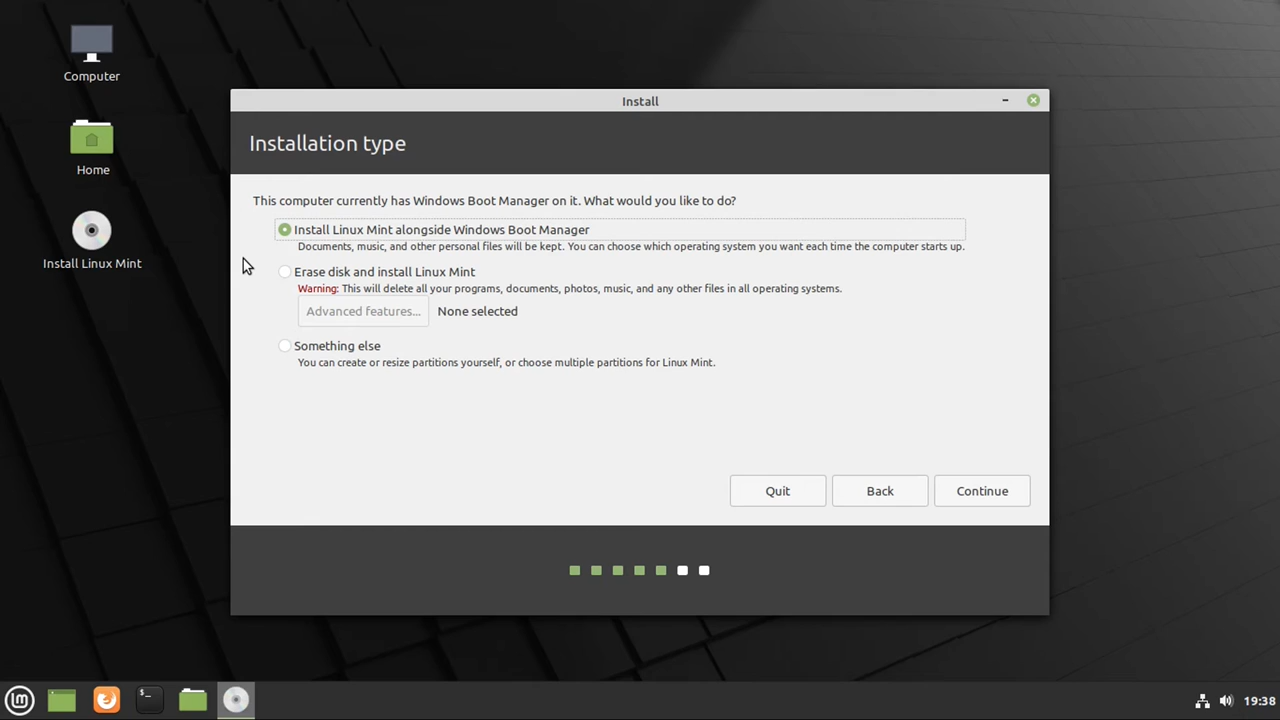 Computer
Home
Install Linux Mint
Install
Installation type
This computer currently has Windows Boot Manager on it. What would you like to do?
Install Linux Mint alongside Windows Boot Manager
Documents, music, and other personal files will be kept. You can choose which operating system you want each time the computer starts up.
Erase disk and install Linux Mint
Warning: This will delete all your programs, documents, photos, music, and any other files in all operating systems.
Advanced features... None selected
Something else
You can create or resize partitions yourself, or choose multiple partitions for Linux Mint.
Quit Back Continue
$_
19:38